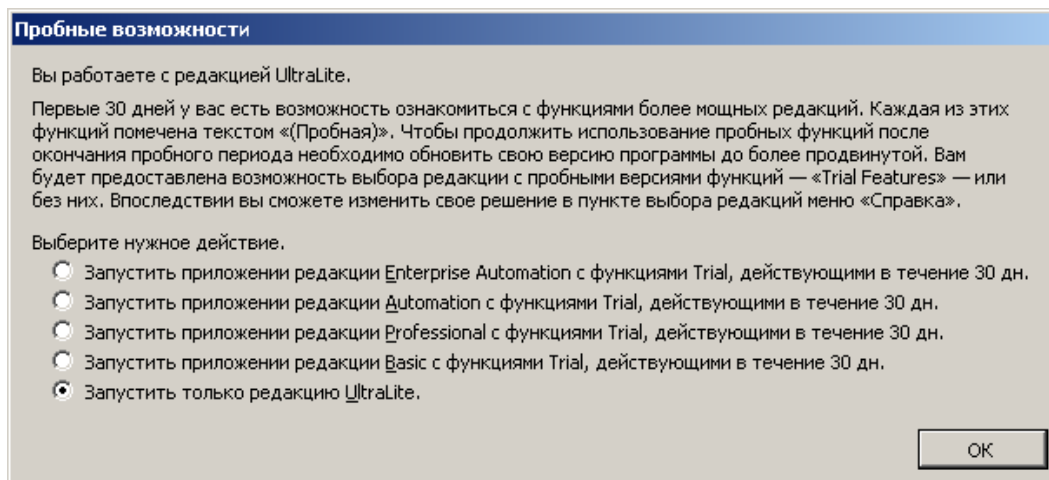 Пробные возможности
Вы работаете с редакцией UltraLite.
Первые 30 дней у вас есть возможность ознакомиться с функциями более мощных редакций. Каждая из этих
функций помечена текстом «(Пробная)». Чтобы продолжить использование пробных функций после
окончания пробного периода необходимо обновить свою версию программы до более продвинутой. Вам
будет предоставлена возможность выбора редакции с пробными версиями функций — «Trial Features» — или
без них. Впоследствии вы сможете изменить свое решение в пункте выбора редакций меню «Справка».
Выберите нужное действие.
Запустить приложении редакции Enterprise Automation с функциями Trial, действующими в течение 30 дн.
Запустить приложении редакции Automation с функциями Trial, действующими в течение 30 дн.
Запустить приложении редакции Professional с функциями Trial, действующими в течение 30 дн.
Запустить приложении редакции Basic с функциями Trial, действующими в течение 30 дн.
Запустить только редакцию UltraLite.
OK